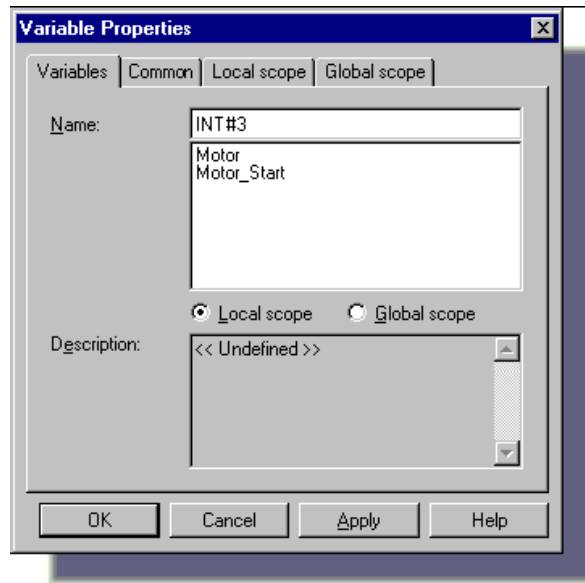 Variable Properties
Variables Common Local scope Global scope
Name: INT#3
Motor
Motor_Start
Local scope Global scope
Description: << Undefined >>
OK Cancel Apply Help